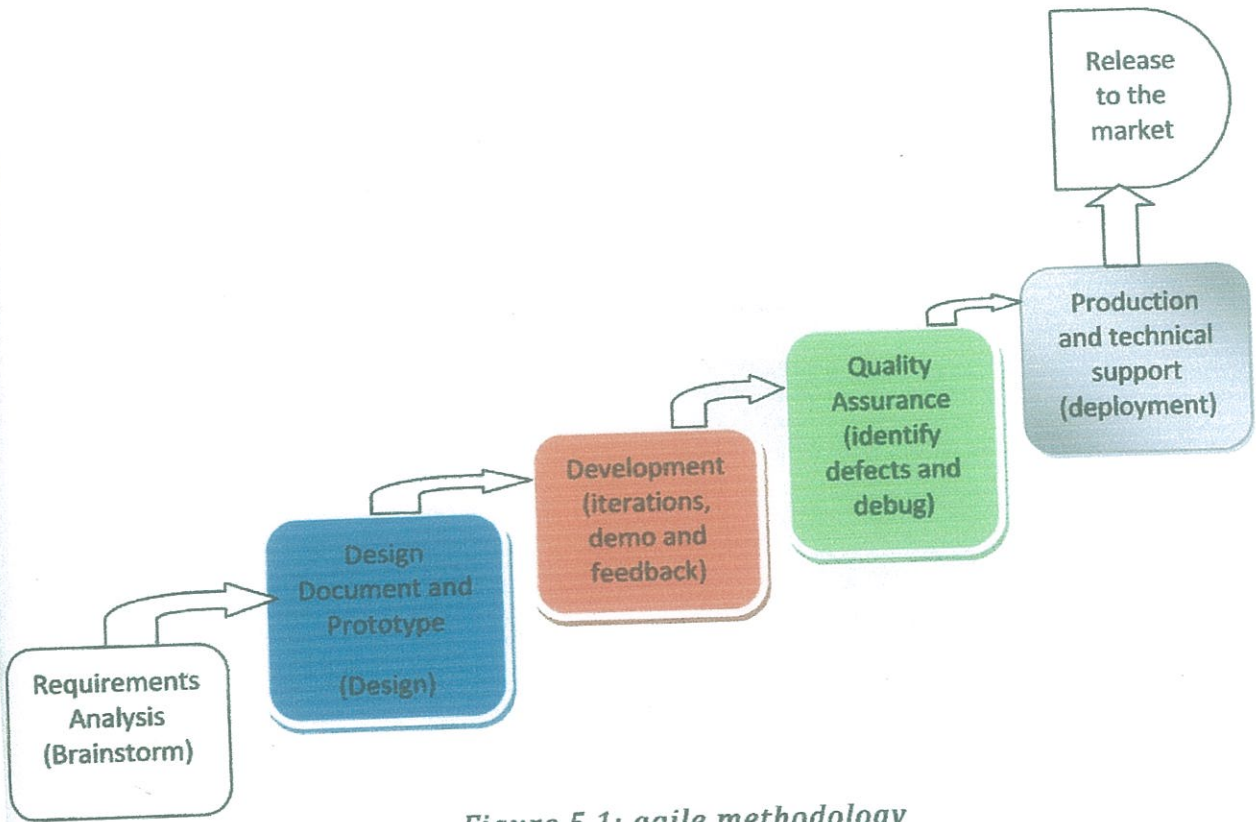 Requirements
Analysis
(Brainstorm)
Design
Document and
Prototype
(Design)
Development
(iterations,
demo and
feedback)
Quality
Assurance
(identify
defects and
debug)
Production
and technical
support
(deployment)
Release
to the
market
Figure 5.1: agile methodology